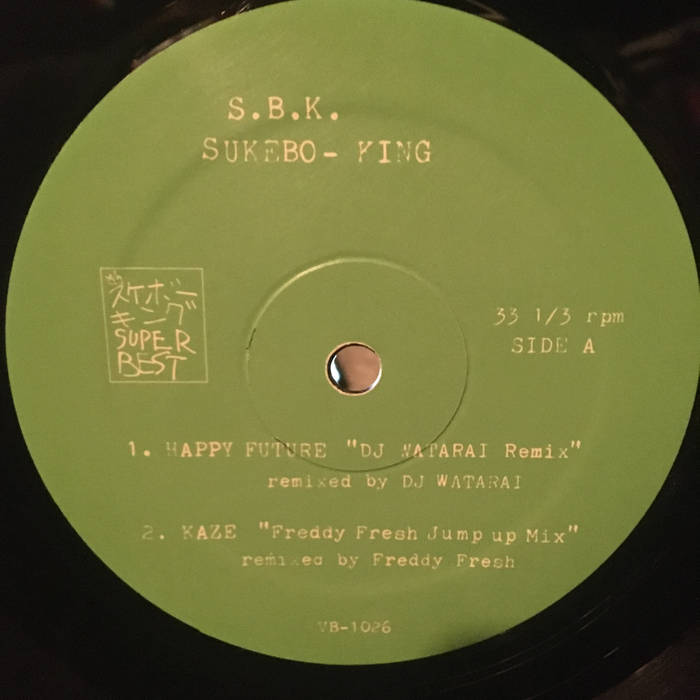 S.B.K.
SUKEBO- KING
スケボー
キング
SUPER
BEST
33 1/3 rpm
SIDE A
1. HAPPY FUTURE "DJ WATARAI Remix"
remixed by DJ WATARAI
2. KAZE "Freddy Fresh Jump up Mix"
remixed by Freddy Fresh
VB-1026